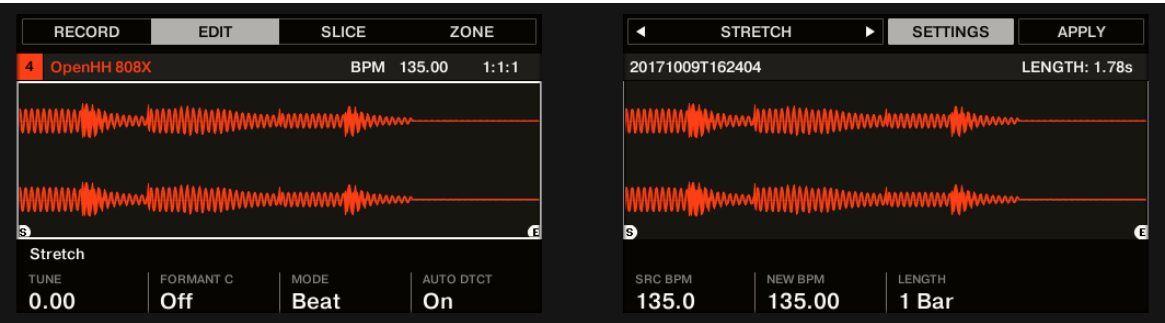 RECORD EDIT SLICE ZONE
4 OpenHH 808X BPM 135.00 1:1:1
S E
Stretch
TUNE FORMANT C MODE AUTO DTCT
0.00 Off Beat On
◀ STRETCH ▶ SETTINGS APPLY
20171009T162404 LENGTH: 1.78s
S E
SRC BPM NEW BPM LENGTH
135.0 135.00 1 Bar